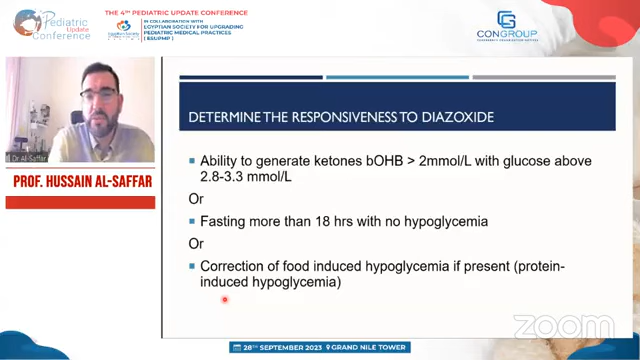 Pediatric
Update
Conference
THE 4TH PEDIATRIC UPDATE CONFERENCE
IN COLLABORATION WITH
EGYPTIAN SOCIETY FOR UPGRADING
PEDIATRIC MEDICAL PRACTICES
( ESUPMP )
CONGROUP
DETERMINE THE RESPONSIVENESS TO DIAZOXIDE
Ability to generate ketones bOHB > 2mmol/L with glucose above
2.8-3.3 mmol/L
Or
Fasting more than 18 hrs with no hypoglycemia
Or
Correction of food induced hypoglycemia if present (protein-
induced hypoglycemia)
Dr Al-Saffar
PROF. HUSSAIN AL-SAFFAR
zoom
28TH SEPTEMBER 2023 GRAND NILE TOWER